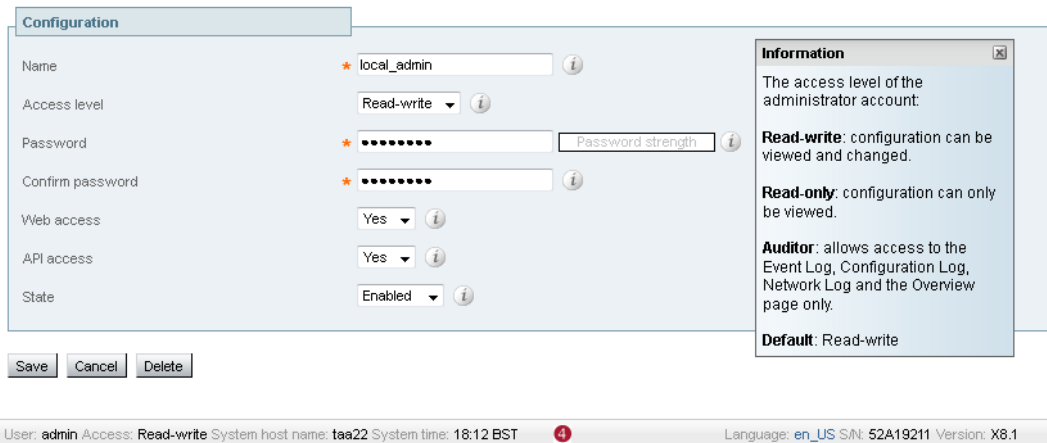 Configuration
Name * local_admin i
Access level Read-write i
Password * •••••••• Password strength i
Confirm password * •••••••• i
Web access Yes i
API access Yes i
State Enabled i
Information
The access level of the
administrator account:
Read-write: configuration can be
viewed and changed.
Read-only: configuration can only
be viewed.
Auditor: allows access to the
Event Log, Configuration Log,
Network Log and the Overview
page only.
Default: Read-write
Save Cancel Delete
User: admin Access: Read-write System host name: taa22 System time: 18:12 BST 4 Language: en_US S/N: 52A19211 Version: X8.1